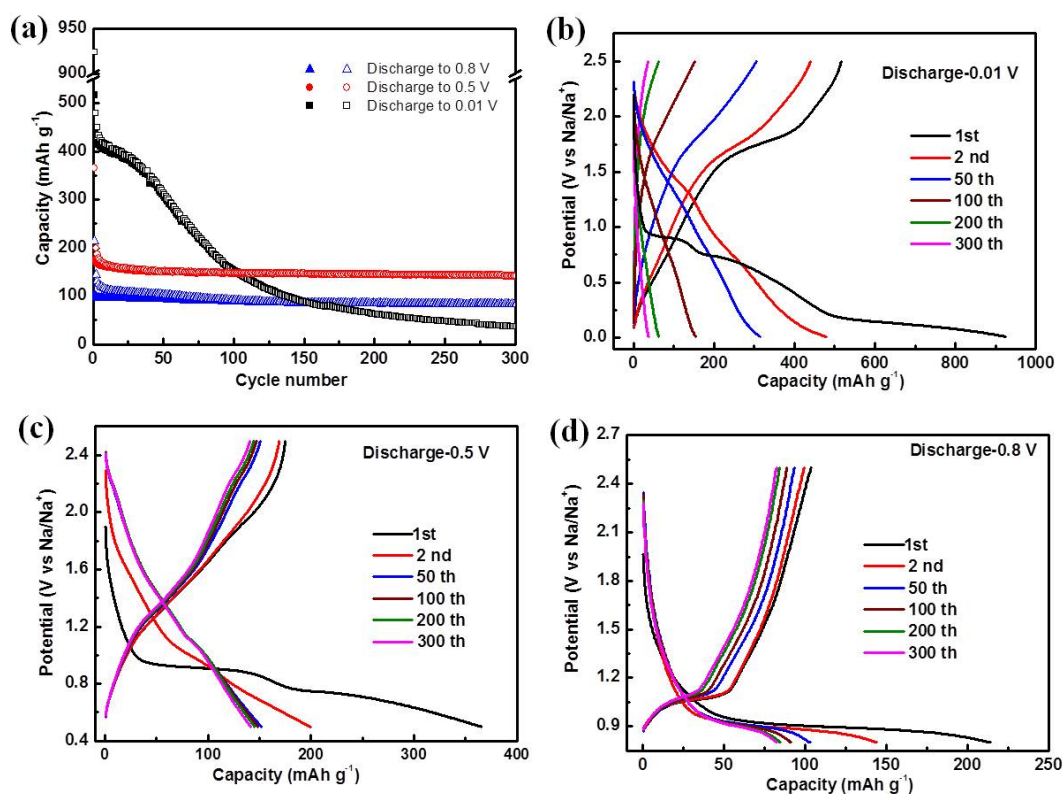 (a)
950
900
500
400
300
200
100
0
Capacity (mAh g⁻¹)
Discharge to 0.8 V
Discharge to 0.5 V
Discharge to 0.01 V
0 50 100 150 200 250 300
Cycle number
(b)
2.5
2.0
1.5
1.0
0.5
0.0
Potential (V vs Na/Na⁺)
Discharge-0.01 V
1st
2 nd
50 th
100 th
200 th
300 th
0 200 400 600 800 1000
Capacity (mAh g⁻¹)
(c)
2.4
2.0
1.6
1.2
0.8
0.4
Potential (V vs Na/Na⁺)
Discharge-0.5 V
1st
2 nd
50 th
100 th
200 th
300 th
0 100 200 300 400
Capacity (mAh g⁻¹)
(d)
2.7
2.4
2.1
1.8
1.5
1.2
0.9
0.6
Potential (V vs Na/Na⁺)
Discharge-0.8 V
1st
2 nd
50 th
100 th
200 th
300 th
0 50 100 150 200 250
Capacity (mAh g⁻¹)